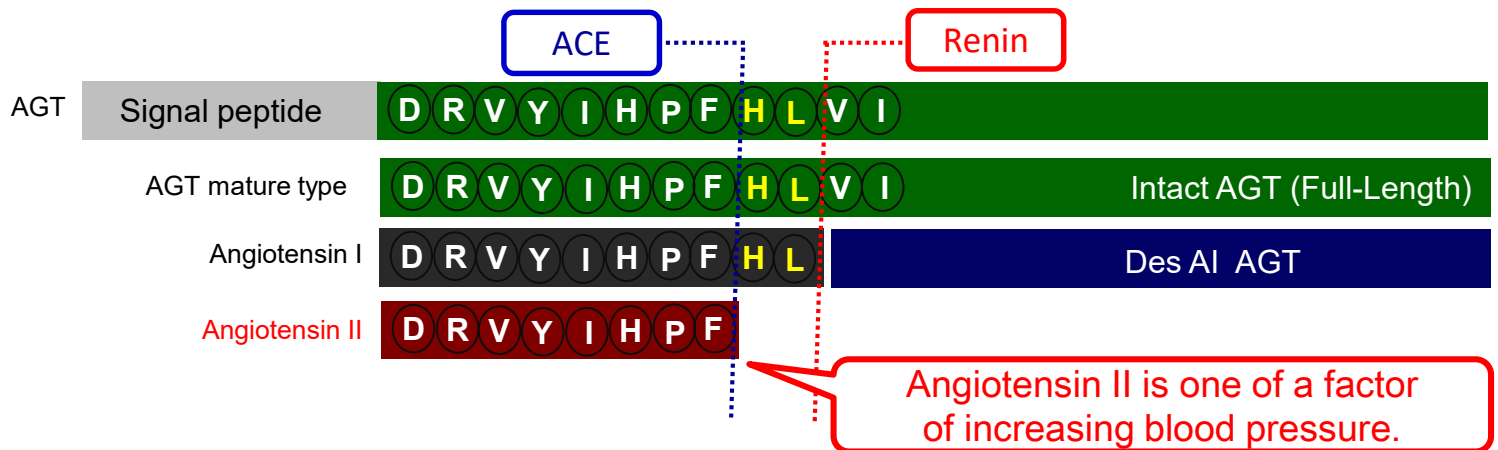 ACE
Renin
AGT
Signal peptide
D R V Y I H P F H L V I
AGT mature type
D R V Y I H P F H L V I
Intact AGT (Full-Length)
Angiotensin I
D R V Y I H P F H L
Des AI AGT
Angiotensin II
D R V Y I H P F
Angiotensin II is one of a factor
of increasing blood pressure.